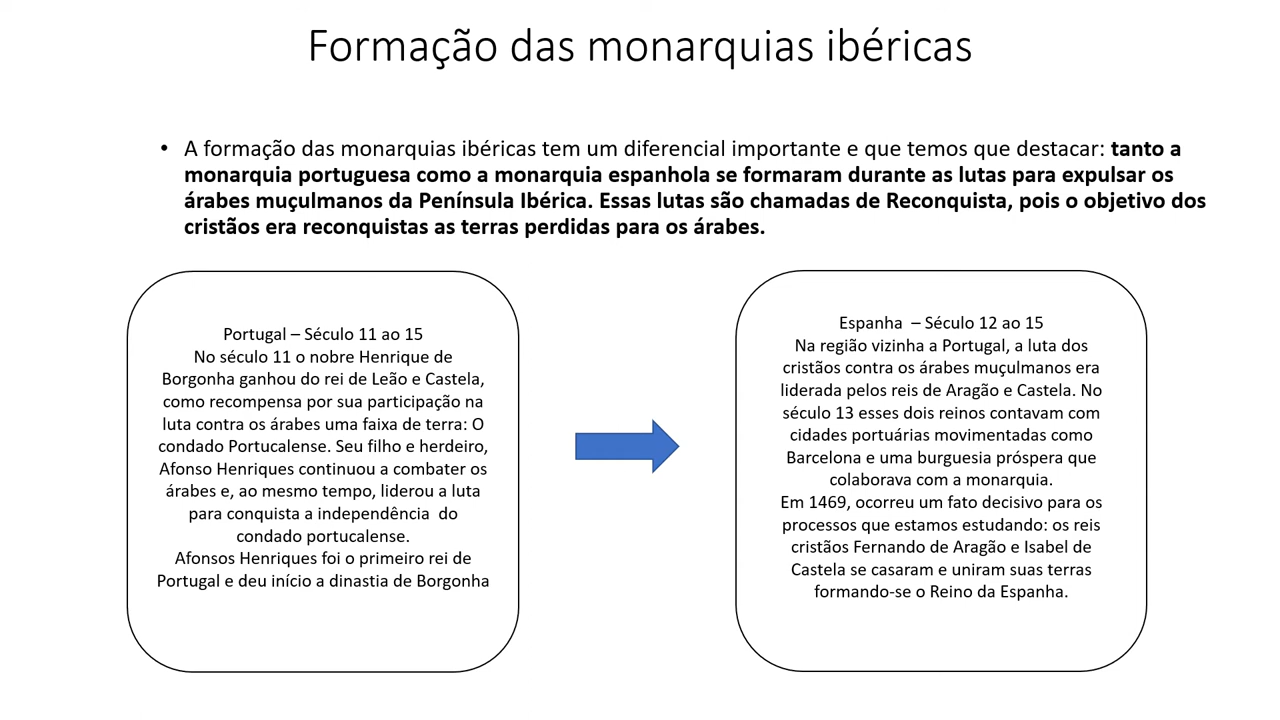 Formação das monarquias ibéricas
• A formação das monarquias ibéricas tem um diferencial importante e que temos que destacar: tanto a
monarquia portuguesa como a monarquia espanhola se formaram durante as lutas para expulsar os
árabes muçulmanos da Península Ibérica. Essas lutas são chamadas de Reconquista, pois o objetivo dos
cristãos era reconquistas as terras perdidas para os árabes.
Portugal – Século 11 ao 15
No século 11 o nobre Henrique de
Borgonha ganhou do rei de Leão e Castela,
como recompensa por sua participação na
luta contra os árabes uma faixa de terra: O
condado Portucalense. Seu filho e herdeiro,
Afonso Henriques continuou a combater os
árabes e, ao mesmo tempo, liderou a luta
para conquista a independência do
condado portucalense.
Afonsos Henriques foi o primeiro rei de
Portugal e deu início a dinastia de Borgonha
Espanha – Século 12 ao 15
Na região vizinha a Portugal, a luta dos
cristãos contra os árabes muçulmanos era
liderada pelos reis de Aragão e Castela. No
século 13 esses dois reinos contavam com
cidades portuárias movimentadas como
Barcelona e uma burguesia próspera que
colaborava com a monarquia.
Em 1469, ocorreu um fato decisivo para os
processos que estamos estudando: os reis
cristãos Fernando de Aragão e Isabel de
Castela se casaram e uniram suas terras
formando-se o Reino da Espanha.